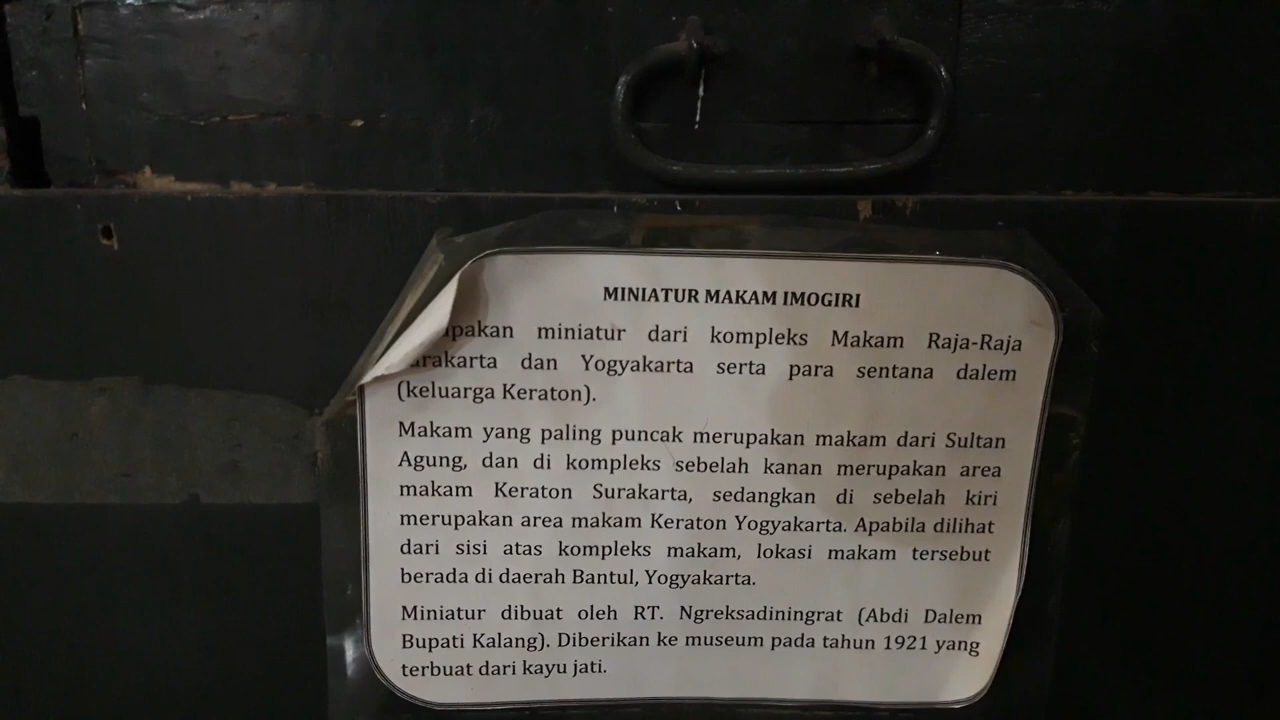 MINIATUR MAKAM IMOGIRI
miniatur dari kompleks Makam Raja-Raja
dan Yogyakarta serta para sentana dalem
(keluarga Keraton).
Makam yang paling puncak merupakan makam dari Sultan
Agung, dan di kompleks sebelah kanan merupakan area
makam Keraton Surakarta, sedangkan di sebelah kiri
merupakan area makam Keraton Yogyakarta. Apabila dilihat
dari sisi atas kompleks makam, lokasi makam tersebut
berada di daerah Bantul, Yogyakarta.
Miniatur dibuat oleh RT. Ngreksadiningrat (Abdi Dalem
Bupati Kalang). Diberikan ke museum pada tahun 1921 yang
terbuat dari kayu jati.